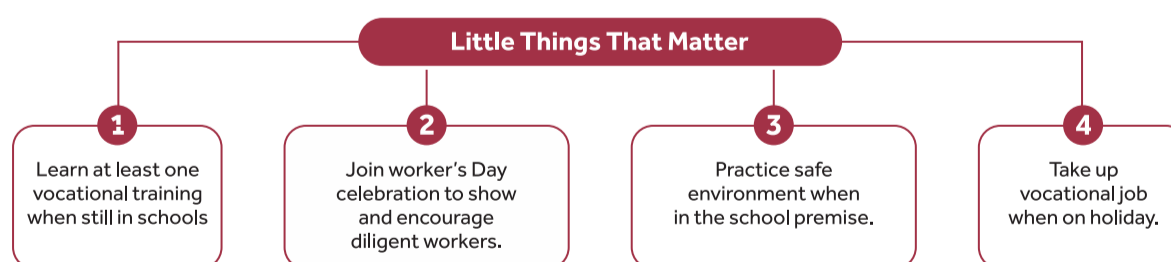 Little Things That Matter
1
Learn at least one
vocational training
when still in schools
2
Join worker's Day
celebration to show
and encourage
diligent workers.
3
Practice safe
environment when
in the school premise.
4
Take up
vocational job
when on holiday.